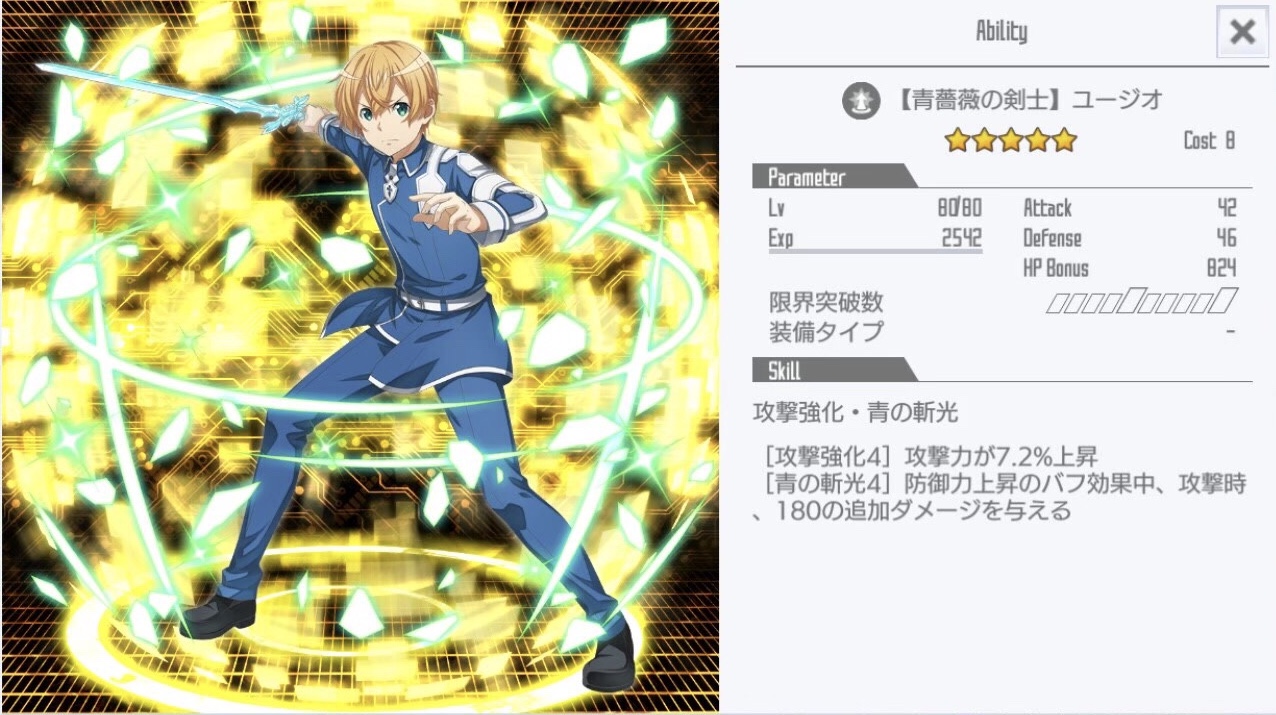 Ability
【青薔薇の剣士】ユージオ
Cost 8
Parameter
Lv 80/80 Attack 42
Exp 2542 Defense 46
HP Bonus 824
限界突破数
装備タイプ -
Skill
攻撃強化・青の斬光
［攻撃強化4］攻撃力が7.2%上昇
［青の斬光4］防御力上昇のバフ効果中、攻撃時
、180の追加ダメージを与える